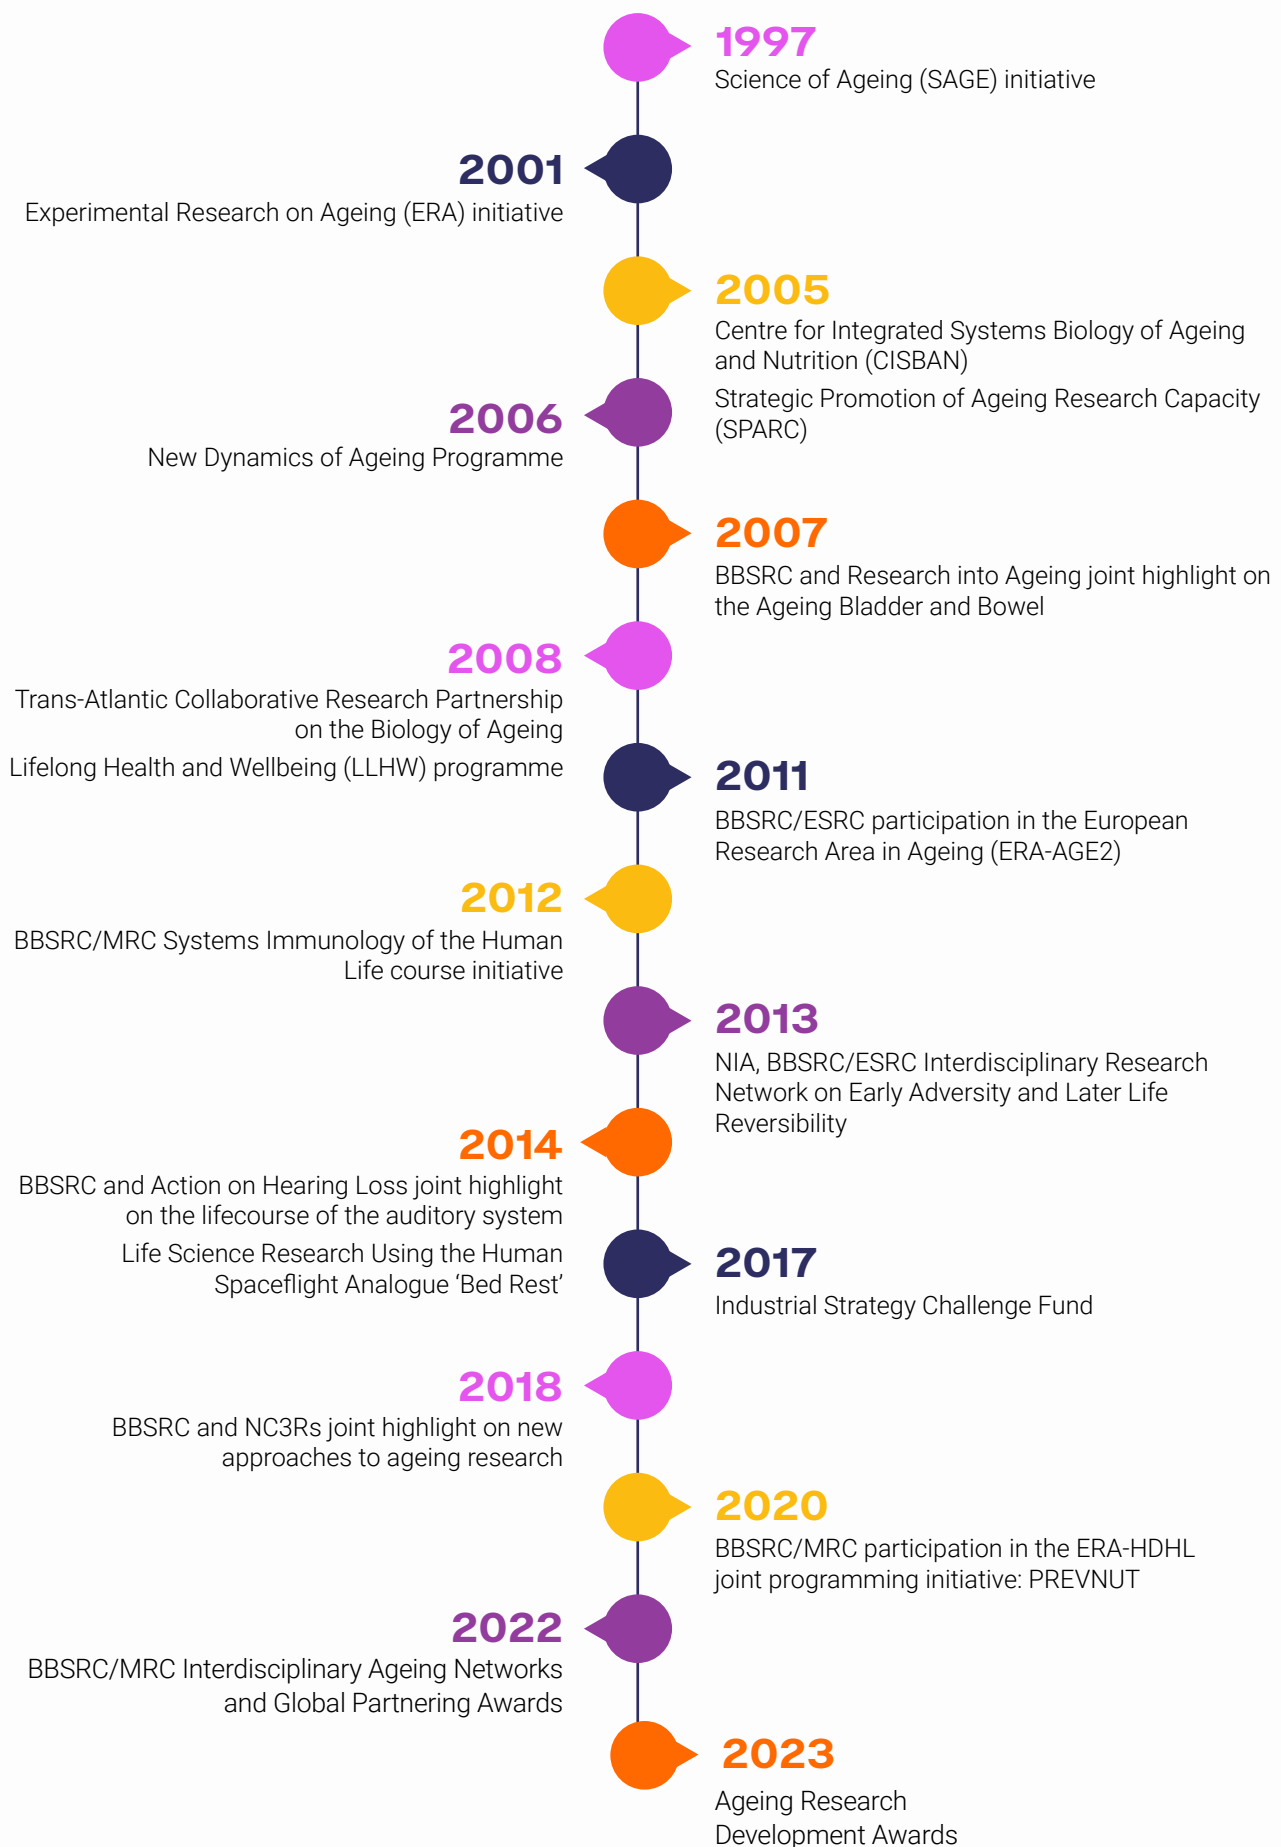 1997
Science of Ageing (SAGE) initiative
2001
Experimental Research on Ageing (ERA) initiative
2005
Centre for Integrated Systems Biology of Ageing
and Nutrition (CISBAN)
Strategic Promotion of Ageing Research Capacity
(SPARC)
2006
New Dynamics of Ageing Programme
2007
BBSRC and Research into Ageing joint highlight on
the Ageing Bladder and Bowel
2008
Trans-Atlantic Collaborative Research Partnership
on the Biology of Ageing
Lifelong Health and Wellbeing (LLHW) programme
2011
BBSRC/ESRC participation in the European
Research Area in Ageing (ERA-AGE2)
2012
BBSRC/MRC Systems Immunology of the Human
Life course initiative
2013
NIA, BBSRC/ESRC Interdisciplinary Research
Network on Early Adversity and Later Life
Reversibility
2014
BBSRC and Action on Hearing Loss joint highlight
on the lifecourse of the auditory system
Life Science Research Using the Human
Spaceflight Analogue ‘Bed Rest’
2017
Industrial Strategy Challenge Fund
2018
BBSRC and NC3Rs joint highlight on new
approaches to ageing research
2020
BBSRC/MRC participation in the ERA-HDHL
joint programming initiative: PREVNUT
2022
BBSRC/MRC Interdisciplinary Ageing Networks
and Global Partnering Awards
2023
Ageing Research
Development Awards